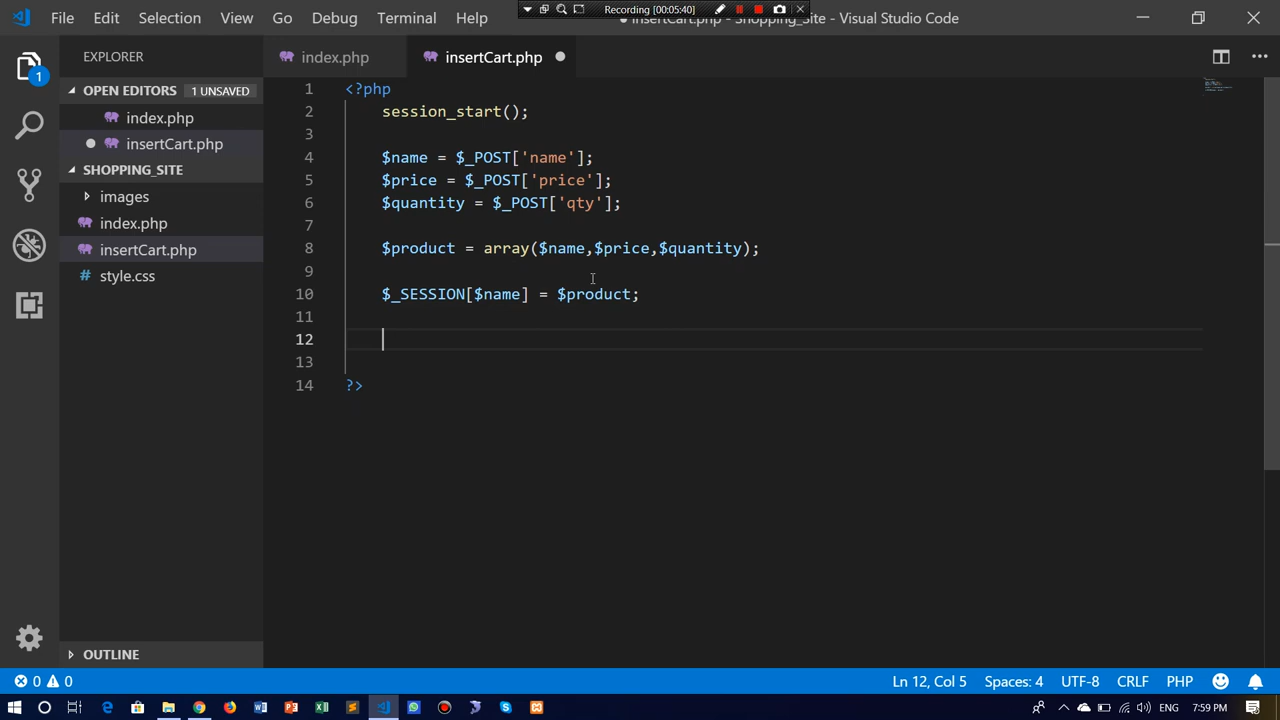 Recording [00:05:40]
File Edit Selection View Go Debug Terminal Help
insertCart.php - Shopping_Site - Visual Studio Code
EXPLORER
index.php
insertCart.php
OPEN EDITORS 1 UNSAVED
index.php
insertCart.php
SHOPPING_SITE
images
index.php
insertCart.php
style.css
OUTLINE
1 <?php
2 session_start();
3
4 $name = $_POST['name'];
5 $price = $_POST['price'];
6 $quantity = $_POST['qty'];
7
8 $product = array($name,$price,$quantity);
9
10 $_SESSION[$name] = $product;
11
12
13
14 ?>
1
0 0
Ln 12, Col 5 Spaces: 4 UTF-8 CRLF PHP
ENG 7:59 PM